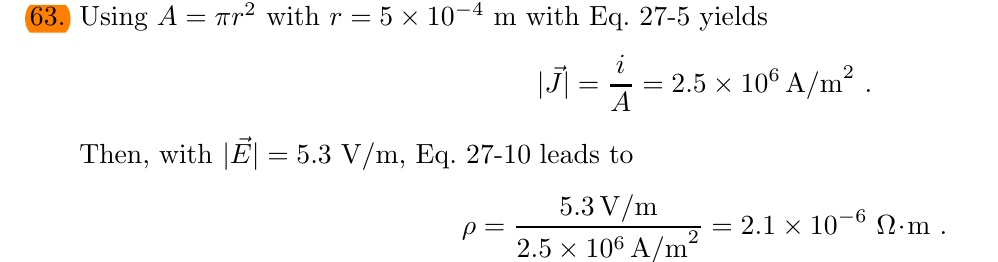 63. Using A = πr² with r = 5 × 10⁻⁴ m with Eq. 27-5 yields
|J⃗| = i/A = 2.5 × 10⁶ A/m² .
Then, with |E⃗| = 5.3 V/m, Eq. 27-10 leads to
ρ = 5.3 V/m / 2.5 × 10⁶ A/m² = 2.1 × 10⁻⁶ Ω·m .